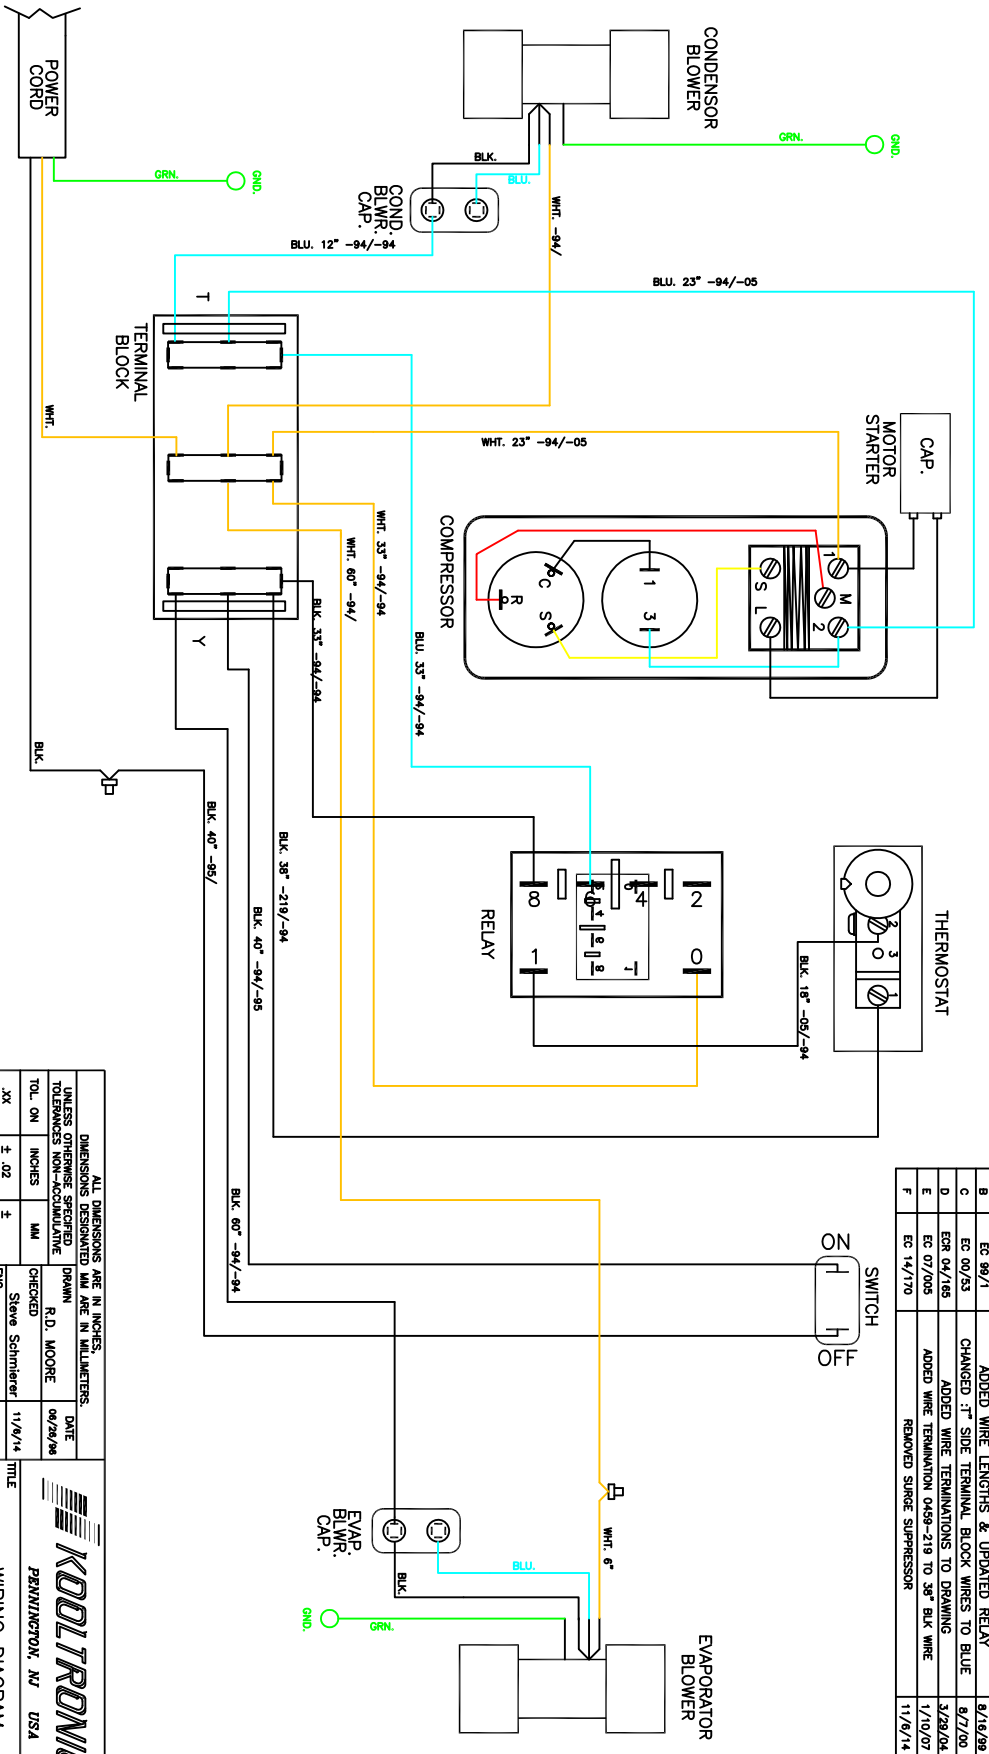 POWER
CORD
GRN.
GND.
WHT.
BLK.
CONDENSOR
BLOWER
GRN.
GND.
BLK.
BLU.
WHT. -94/
COND.
BLWR.
CAP.
BLU. 12" -94/-94
BLU. 23" -94/-05
T
TERMINAL
BLOCK
Y
WHT. 23" -94/-05
CAP.
MOTOR
STARTER
COMPRESSOR
C
R
S
1
3
1
M
2
S
L
WHT. 33" -94/-94
WHT. 60" -94/
BLK. 33" -94/-94
BLU. 33" -94/-94
BLK. 40" -95/
BLK. 38" -219/-94
BLK. 40" -94/-95
BLK. 60" -94/-94
RELAY
8
4
2
1
0
THERMOSTAT
2
3
1
BLK. 18" -05/-94
ON
SWITCH
OFF
EVAP.
BLWR.
CAP.
BLU.
BLK.
WHT. 6"
GRN.
GND.
EVAPORATOR
BLOWER
B EC 99/1 ADDED WIRE LENGTHS & UPDATED RELAY 8/16/99
C EC 00/53 CHANGED :T" SIDE TERMINAL BLOCK WIRES TO BLUE 8/7/00
D ECR 04/165 ADDED WIRE TERMINATIONS TO DRAWING 3/29/04
E EC 07/005 ADDED WIRE TERMINATION 0459-219 TO 38" BLK WIRE 1/10/07
F EC 14/170 REMOVED SURGE SUPPRESSOR 11/6/14
ALL DIMENSIONS ARE IN INCHES.
DIMENSIONS DESIGNATED MM ARE IN MILLIMETERS.
UNLESS OTHERWISE SPECIFIED
TOLERANCES NON-ACCUMULATIVE
TOL ON INCHES MM
.XX ± .02 ±
DRAWN DATE
R.D. MOORE 06/26/96
CHECKED
Steve Schmierer 11/6/14
KOOLTRONIC
PENNINGTON, NJ USA
TITLE
WIRING DIAGRAM